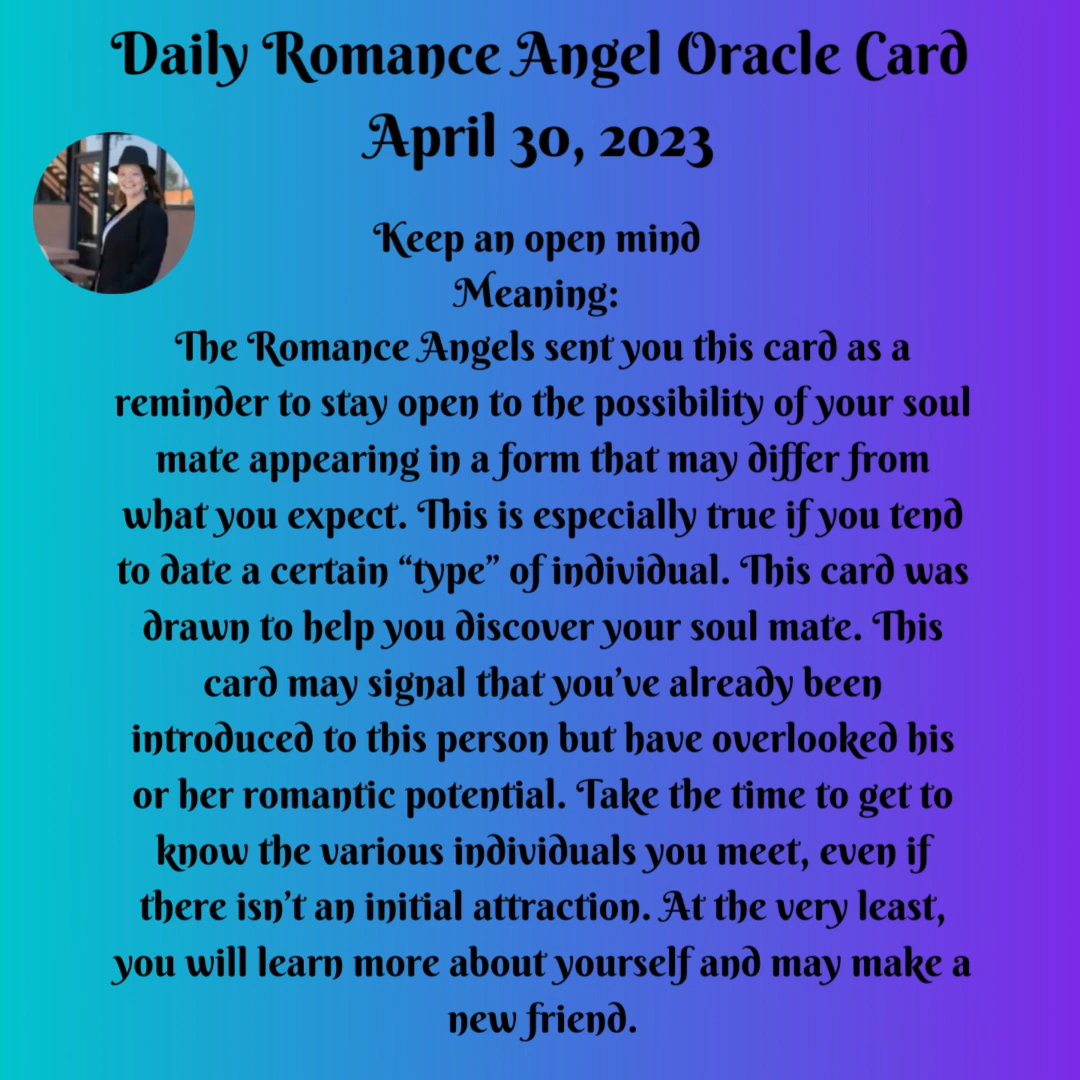 Daily Romance Angel Oracle Card
April 30, 2023
Keep an open mind
Meaning:
The Romance Angels sent you this card as a
reminder to stay open to the possibility of your soul
mate appearing in a form that may differ from
what you expect. This is especially true if you tend
to date a certain “type” of individual. This card was
drawn to help you discover your soul mate. This
card may signal that you’ve already been
introduced to this person but have overlooked his
or her romantic potential. Take the time to get to
know the various individuals you meet, even if
there isn’t an initial attraction. At the very least,
you will learn more about yourself and may make a
new friend.